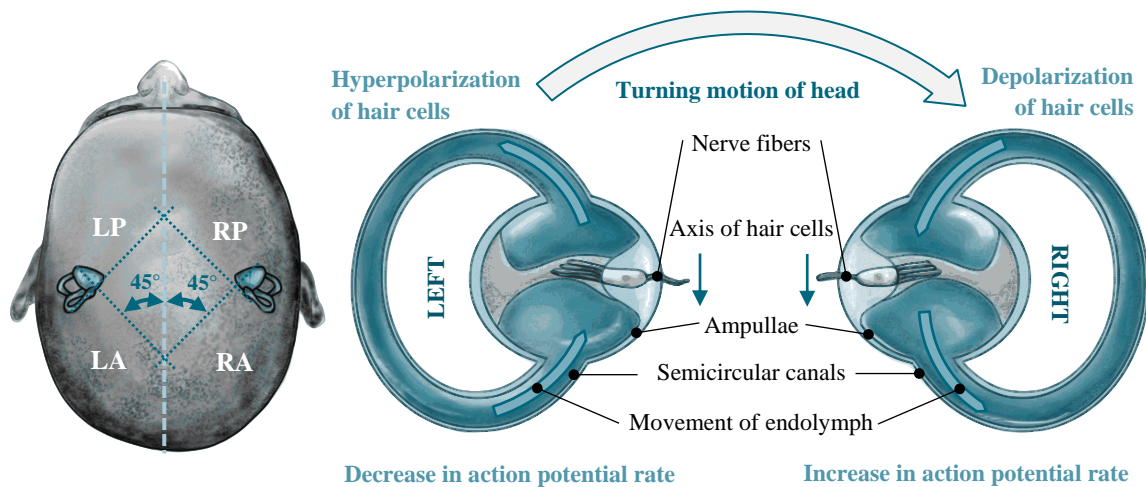 LP
RP
45°
45°
LA
RA
Hyperpolarization
of hair cells
Turning motion of head
Depolarization
of hair cells
Nerve fibers
Axis of hair cells
LEFT
RIGHT
Ampullae
Semicircular canals
Movement of endolymph
Decrease in action potential rate
Increase in action potential rate